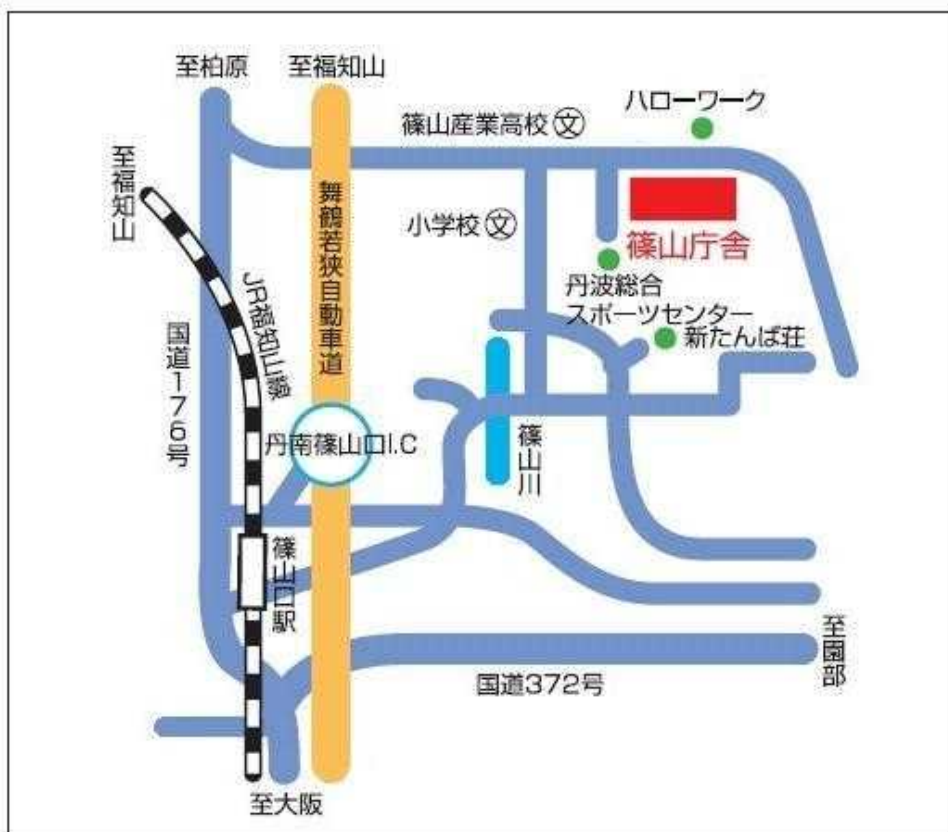 至柏原
至福知山
ハローワーク
篠山産業高校 文
至福知山
舞鶴若狭自動車道
小学校 文
篠山庁舎
丹波総合
スポーツセンター
新たんば荘
JR福知山線
国道176号
丹南篠山口I.C
篠山川
篠山口駅
至園部
国道372号
至大阪